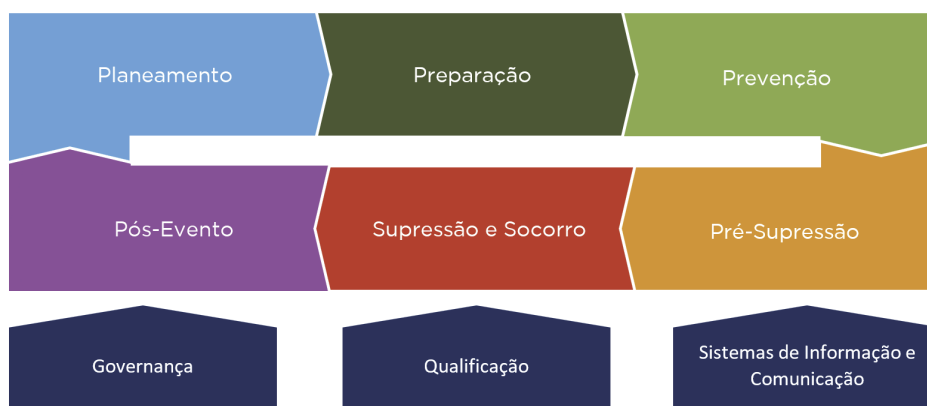 Planeamento
Preparação
Prevenção
Pós-Evento
Supressão e Socorro
Pré-Supressão
Governança
Qualificação
Sistemas de Informação e
Comunicação